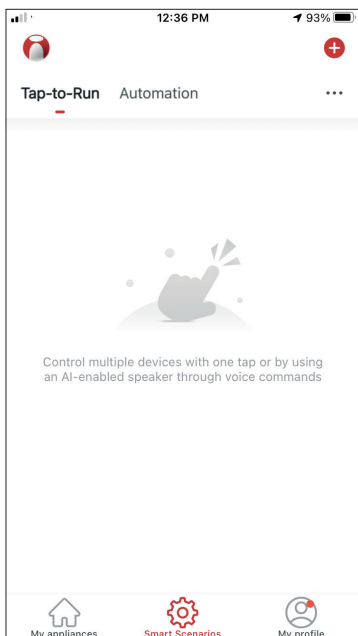 12:36 PM
93%
Tap-to-Run Automation
Control multiple devices with one tap or by using
an AI-enabled speaker through voice commands
My appliances Smart Scenarios My profile